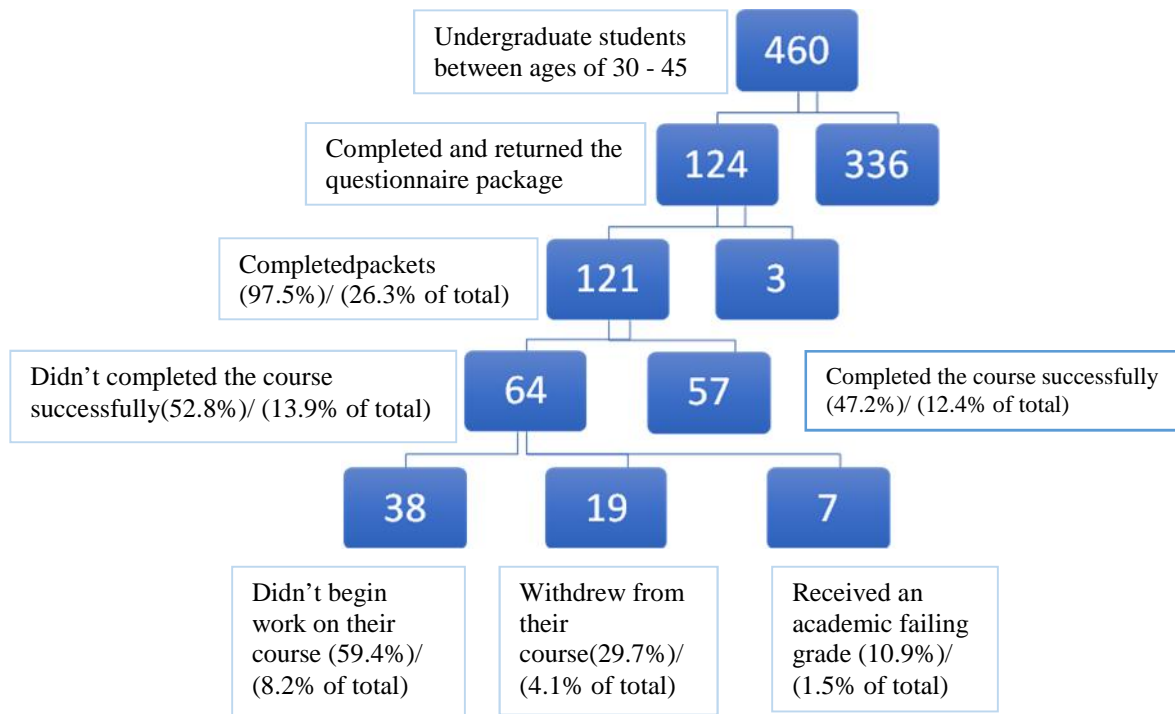 Undergraduate students
between ages of 30 - 45
460
Completed and returned the
questionnaire package
124
336
Completedpackets
(97.5%)/ (26.3% of total)
121
3
Didn’t completed the course
successfully(52.8%)/ (13.9% of total)
64
57
Completed the course successfully
(47.2%)/ (12.4% of total)
38
19
7
Didn’t begin
work on their
course (59.4%)/
(8.2% of total)
Withdrew from
their
course(29.7%)/
(4.1% of total)
Received an
academic failing
grade (10.9%)/
(1.5% of total)